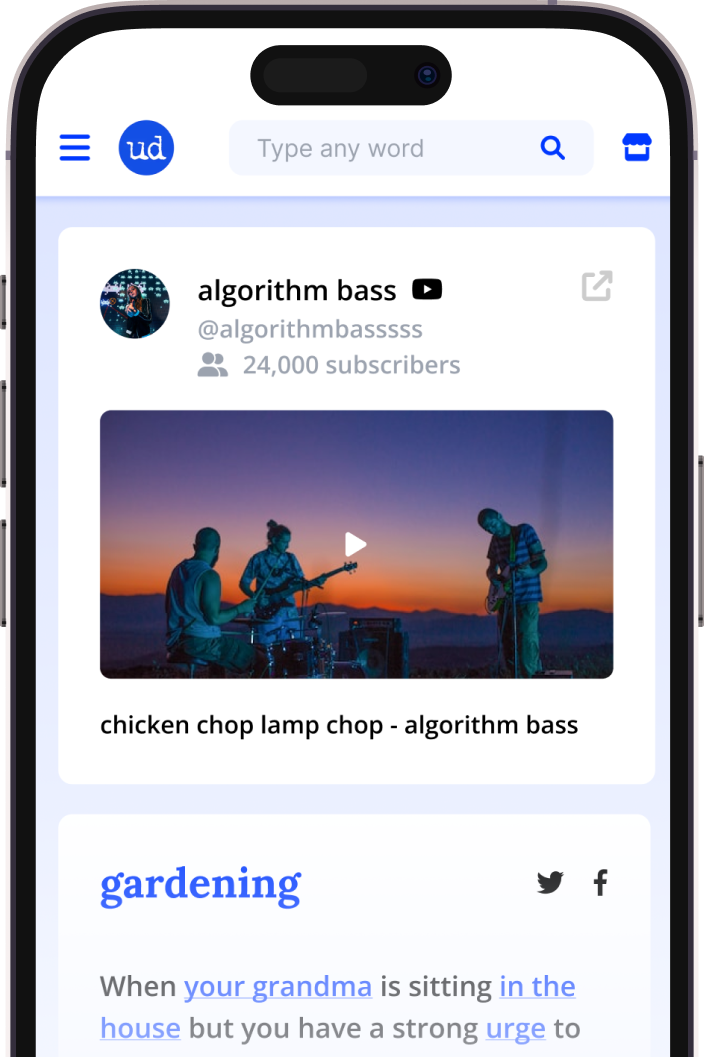 ud
Type any word
algorithm bass
@algorithmbasssss
24,000 subscribers
chicken chop lamp chop - algorithm bass
gardening
When your grandma is sitting in the
house but you have a strong urge to